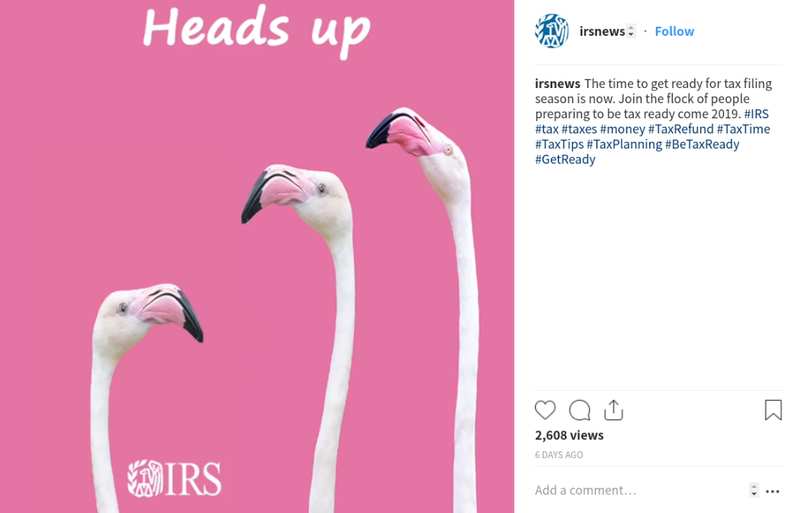 Heads up
IRS
irsnews · Follow
irsnews The time to get ready for tax filing
season is now. Join the flock of people
preparing to be tax ready come 2019. #IRS
#tax #taxes #money #TaxRefund #TaxTime
#TaxTips #TaxPlanning #BeTaxReady
#GetReady
2,608 views
6 DAYS AGO
Add a comment…